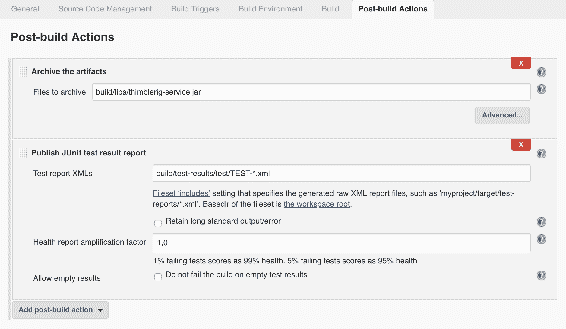 General Source Code Management Build Triggers Build Environment Build Post-build Actions
Post-build Actions
X
Archive the artifacts
Files to archive build/libs/thimblerig-service.jar
Advanced...
X
Publish JUnit test result report
Test report XMLs build/test-results/test/TEST-*.xml
Fileset 'includes' setting that specifies the generated raw XML report files, such as 'myproject/target/test-
reports/*.xml'. Basedir of the fileset is the workspace root.
Retain long standard output/error
Health report amplification factor 1,0
1% failing tests scores as 99% health. 5% failing tests scores as 95% health
Allow empty results Do not fail the build on empty test results
Add post-build action